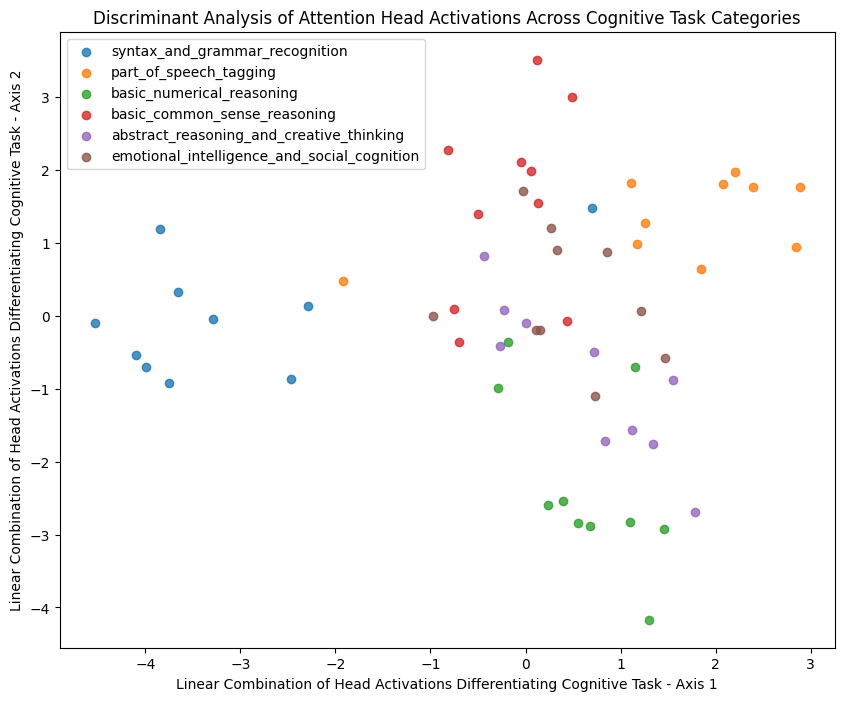 Discriminant Analysis of Attention Head Activations Across Cognitive Task Categories
syntax_and_grammar_recognition
part_of_speech_tagging
basic_numerical_reasoning
basic_common_sense_reasoning
abstract_reasoning_and_creative_thinking
emotional_intelligence_and_social_cognition
Linear Combination of Head Activations Differentiating Cognitive Task - Axis 2
3
2
1
0
−1
−2
−3
−4
−4 −3 −2 −1 0 1 2 3
Linear Combination of Head Activations Differentiating Cognitive Task - Axis 1